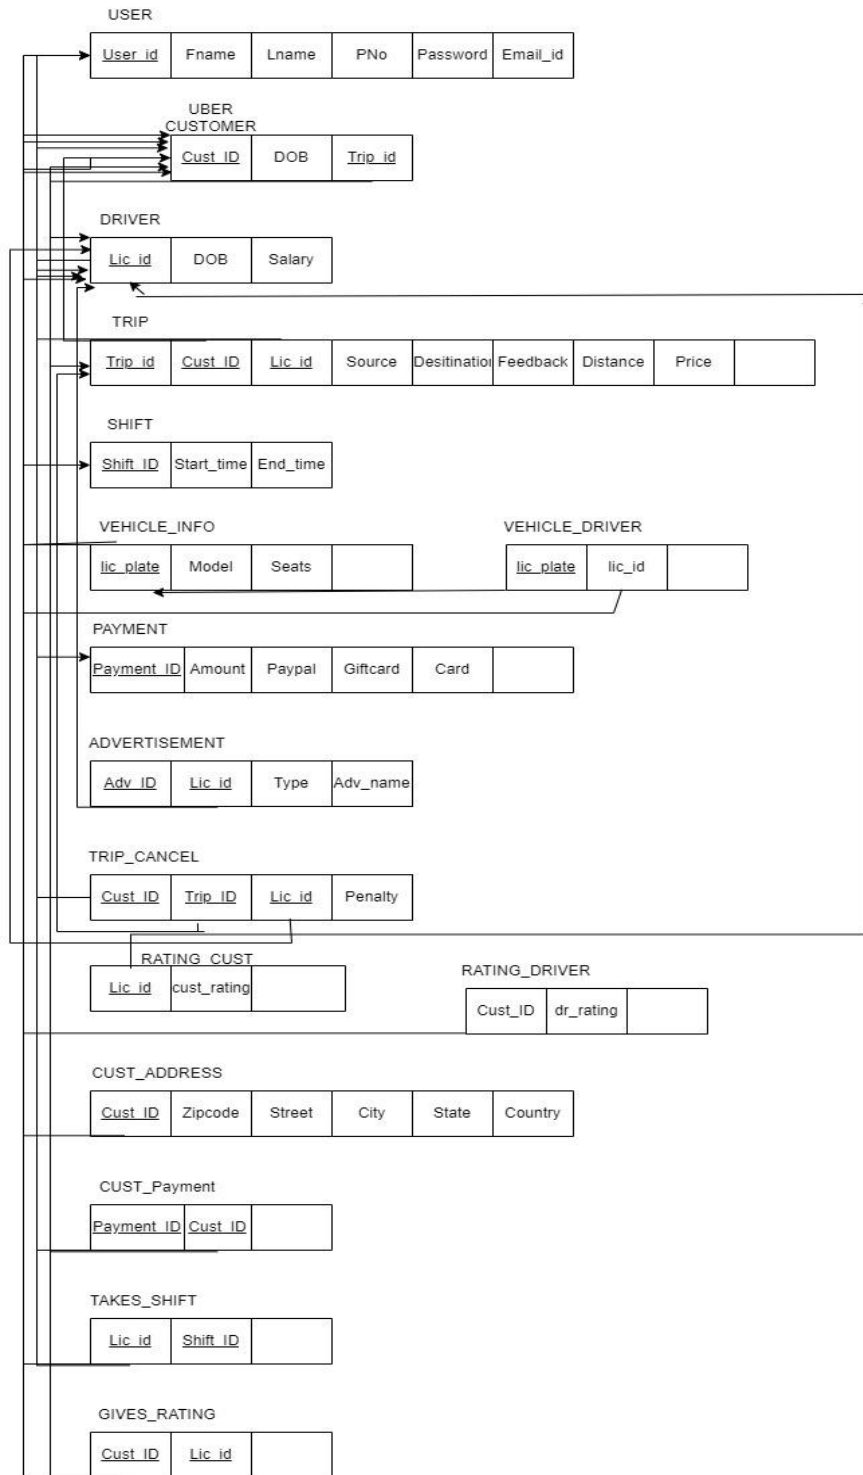 USER
User_id Fname Lname PNo Password Email_id
UBER
CUSTOMER
Cust_ID DOB Trip_id
DRIVER
Lic_id DOB Salary
TRIP
Trip_id Cust_ID Lic_id Source Desitination Feedback Distance Price
SHIFT
Shift_ID Start_time End_time
VEHICLE_INFO VEHICLE_DRIVER
lic_plate Model Seats lic_plate lic_id
PAYMENT
Payment_ID Amount Paypal Giftcard Card
ADVERTISEMENT
Adv_ID Lic_id Type Adv_name
TRIP_CANCEL
Cust_ID Trip_ID Lic_id Penalty
RATING_CUST
Lic_id cust_rating
RATING_DRIVER
Cust_ID dr_rating
CUST_ADDRESS
Cust_ID Zipcode Street City State Country
CUST_Payment
Payment_ID Cust_ID
TAKES_SHIFT
Lic_id Shift_ID
GIVES_RATING
Cust_ID Lic_id